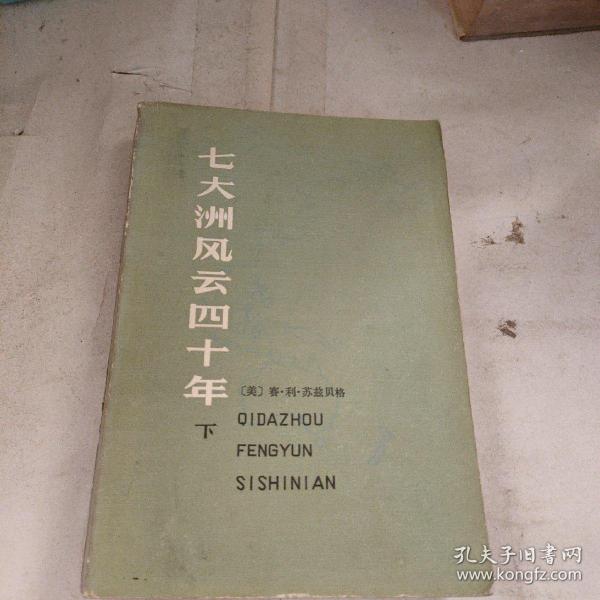 七大洲风云四十年
下
〔美〕赛·利·苏兹贝格
QIDAZHOU
FENGYUN
SISHINIAN
孔夫子旧书网
www.kongfz.com